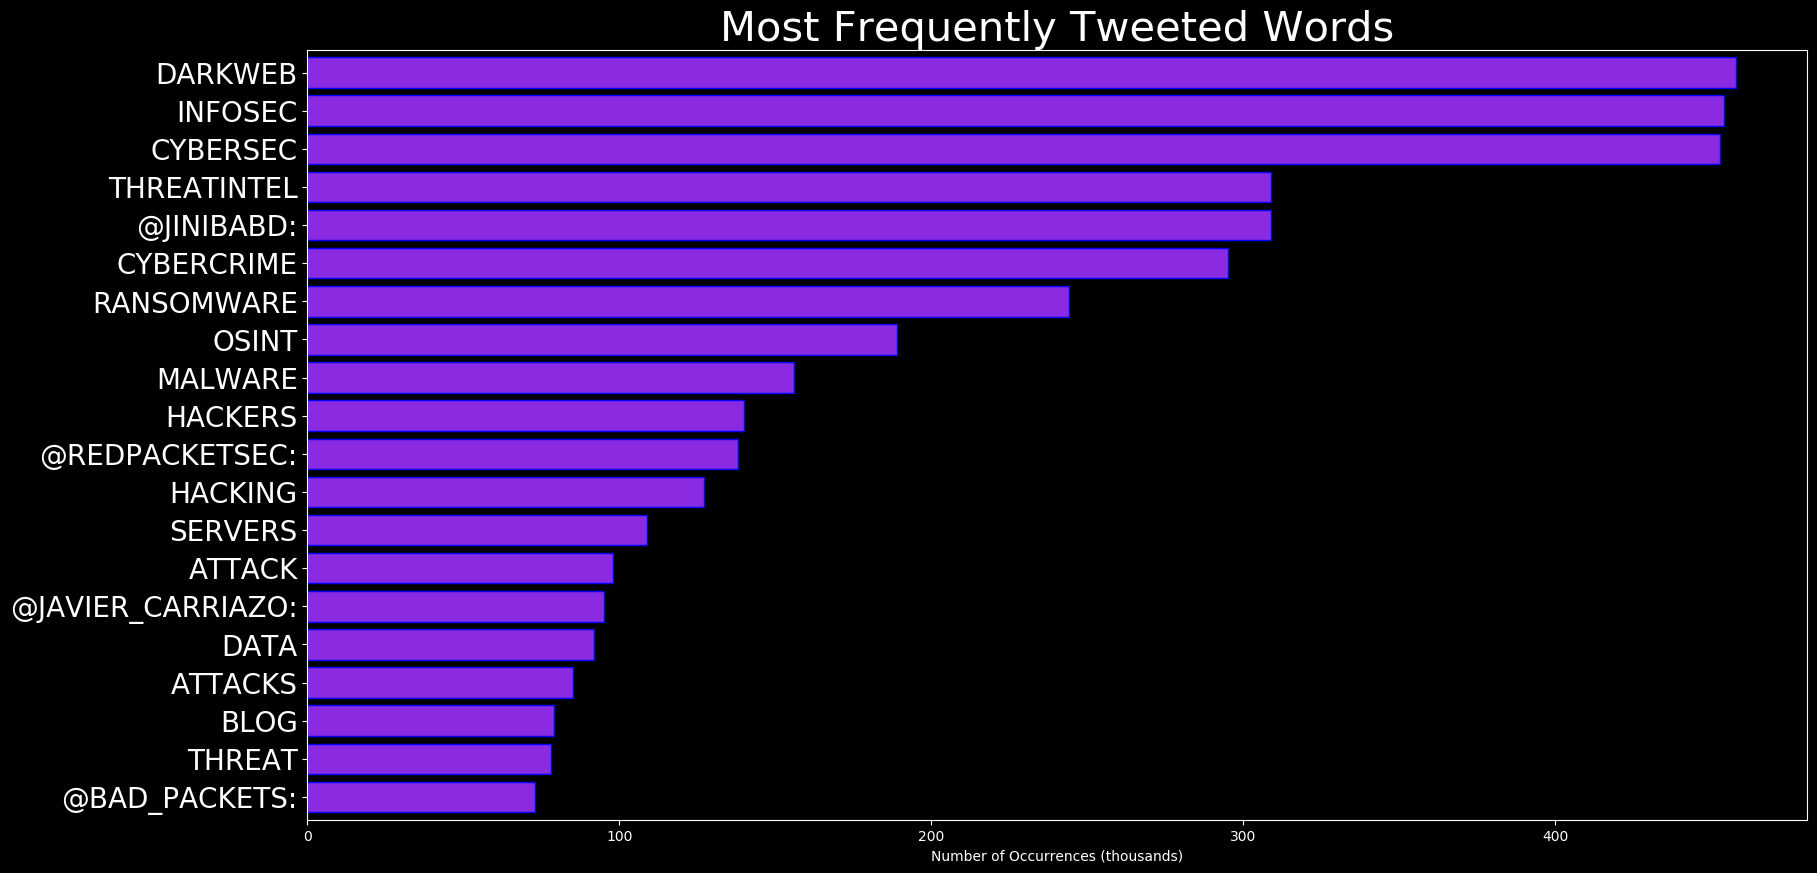 Most Frequently Tweeted Words
DARKWEB
INFOSEC
CYBERSEC
THREATINTEL
@JINIBABD:
CYBERCRIME
RANSOMWARE
OSINT
MALWARE
HACKERS
@REDPACKETSEC:
HACKING
SERVERS
ATTACK
@JAVIER_CARRIAZO:
DATA
ATTACKS
BLOG
THREAT
@BAD_PACKETS:
0 100 200 300 400
Number of Occurrences (thousands)